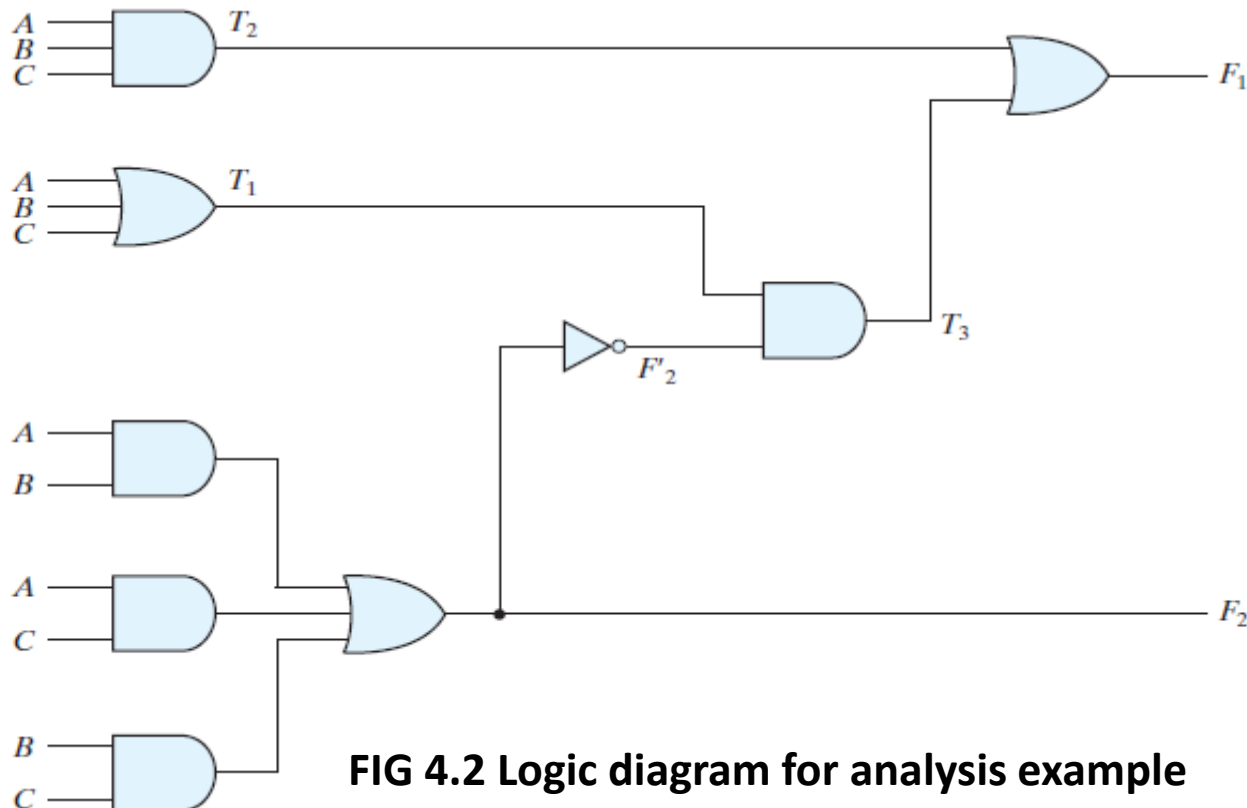 A
B
C
T2
F1
A
B
C
T1
T3
F'2
A
B
A
C
F2
B
C
FIG 4.2 Logic diagram for analysis example